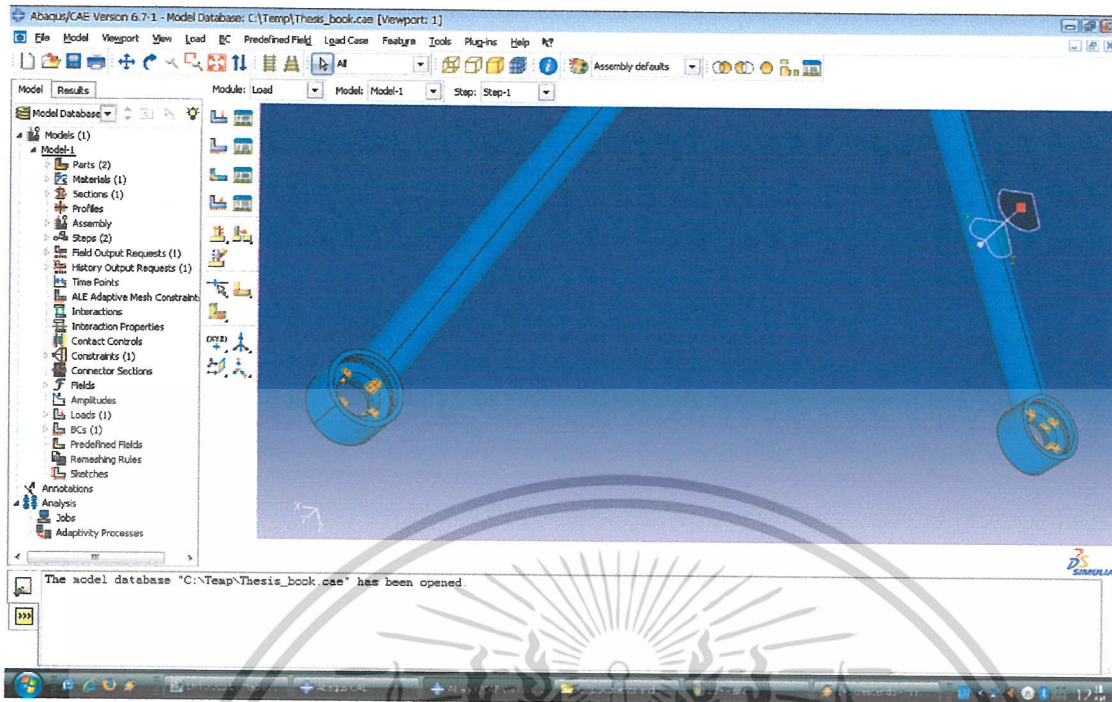 Abaqus/CAE Version 6.7-1 - Model Database: C:\Temp\Thesis_book.cae [Viewport: 1]
File Model Viewport View Load BC Predefined Field Load Case Feature Tools Plug-ins Help
All
Assembly defaults
Model Results
Module: Load Model: Model-1 Step: Step-1
Model Database
Models (1)
Model-1
Parts (2)
Materials (1)
Sections (1)
Profiles
Assembly
Steps (2)
Field Output Requests (1)
History Output Requests (1)
Time Points
ALE Adaptive Mesh Constraint
Interactions
Interaction Properties
Contact Controls
Constraints (1)
Connector Sections
Fields
Amplitudes
Loads (1)
BCs (1)
Predefined Fields
Remeshing Rules
Sketches
Annotations
Analysis
Jobs
Adaptivity Processes
SIMULIA
The model database "C:\Temp\Thesis_book.cae" has been opened.